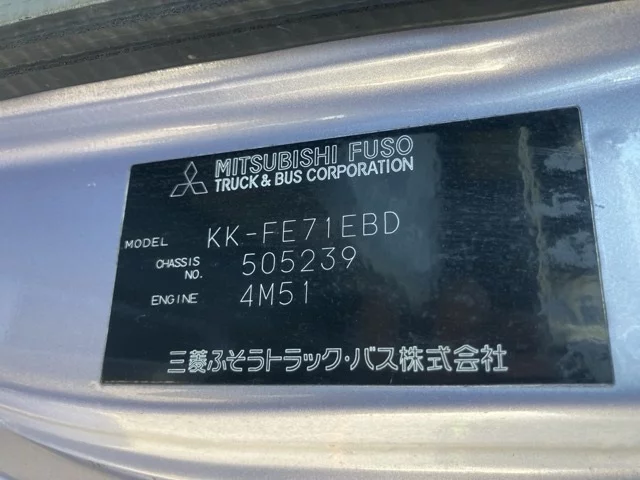 MITSUBISHI FUSO
TRUCK & BUS CORPORATION
MODEL KK-FE71EBD
CHASSIS NO. 505239
ENGINE 4M51
三菱ふそうトラック・バス株式会社